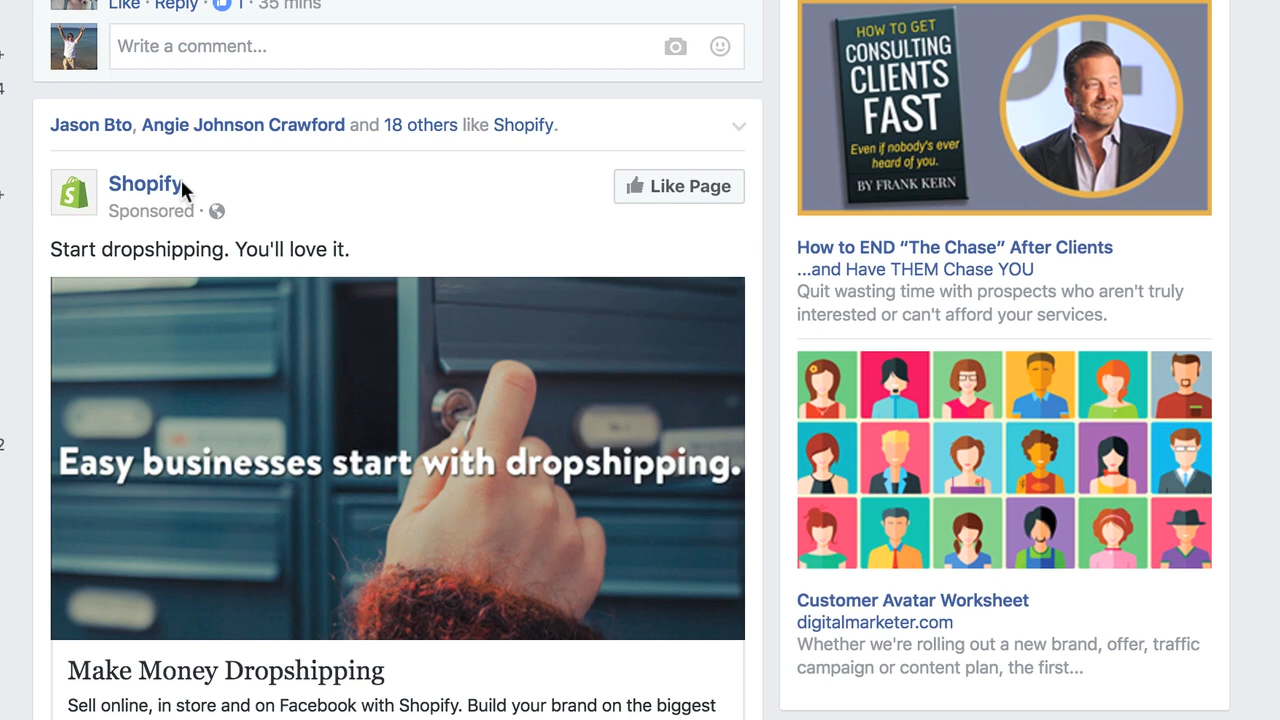 Like · Reply · 1 · 35 mins
Write a comment...
4
Jason Bto, Angie Johnson Crawford and 18 others like Shopify.
Shopify
Like Page
Sponsored ·
Start dropshipping. You'll love it.
Easy businesses start with dropshipping.
Make Money Dropshipping
Sell online, in store and on Facebook with Shopify. Build your brand on the biggest
2
HOW TO GET
CONSULTING
CLIENTS
FAST
Even if nobody's ever
heard of you.
BY FRANK KERN
How to END “The Chase” After Clients
...and Have THEM Chase YOU
Quit wasting time with prospects who aren't truly
interested or can't afford your services.
Customer Avatar Worksheet
digitalmarketer.com
Whether we're rolling out a new brand, offer, traffic
campaign or content plan, the first...